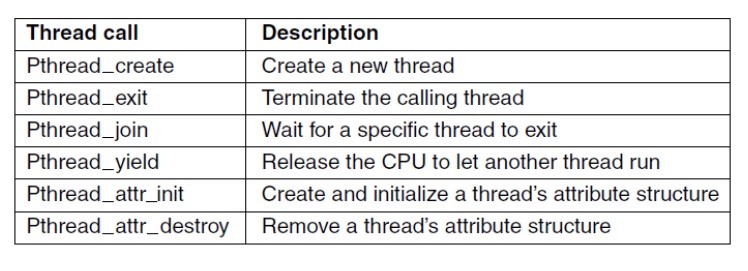 Thread call Description
Pthread_create Create a new thread
Pthread_exit Terminate the calling thread
Pthread_join Wait for a specific thread to exit
Pthread_yield Release the CPU to let another thread run
Pthread_attr_init Create and initialize a thread's attribute structure
Pthread_attr_destroy Remove a thread's attribute structure